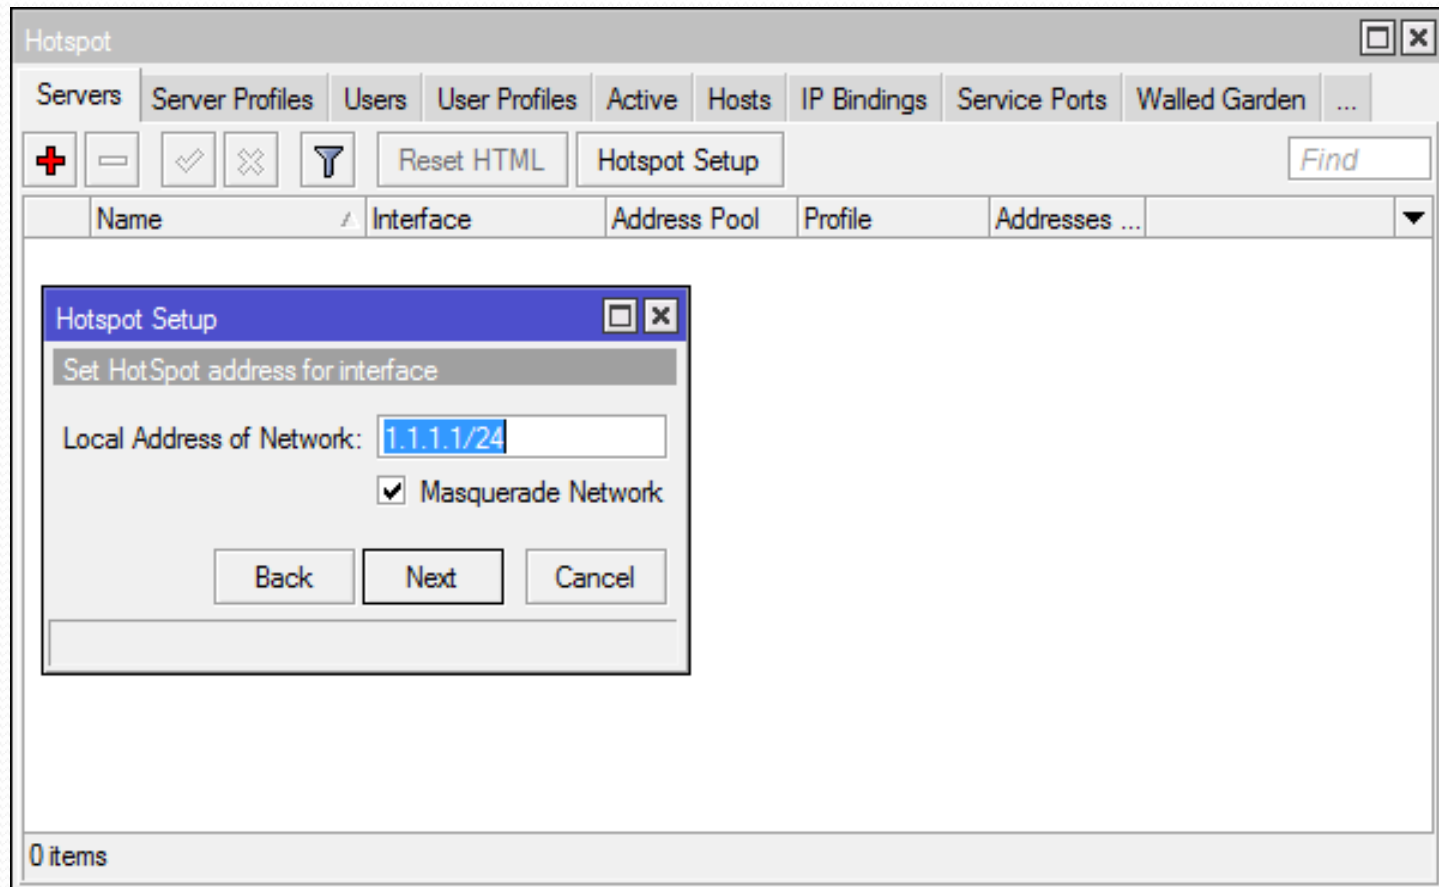 Hotspot
Servers Server Profiles Users User Profiles Active Hosts IP Bindings Service Ports Walled Garden ...
Reset HTML Hotspot Setup Find
Name Interface Address Pool Profile Addresses ...
Hotspot Setup
Set HotSpot address for interface
Local Address of Network: 1.1.1.1/24
Masquerade Network
Back Next Cancel
0 items